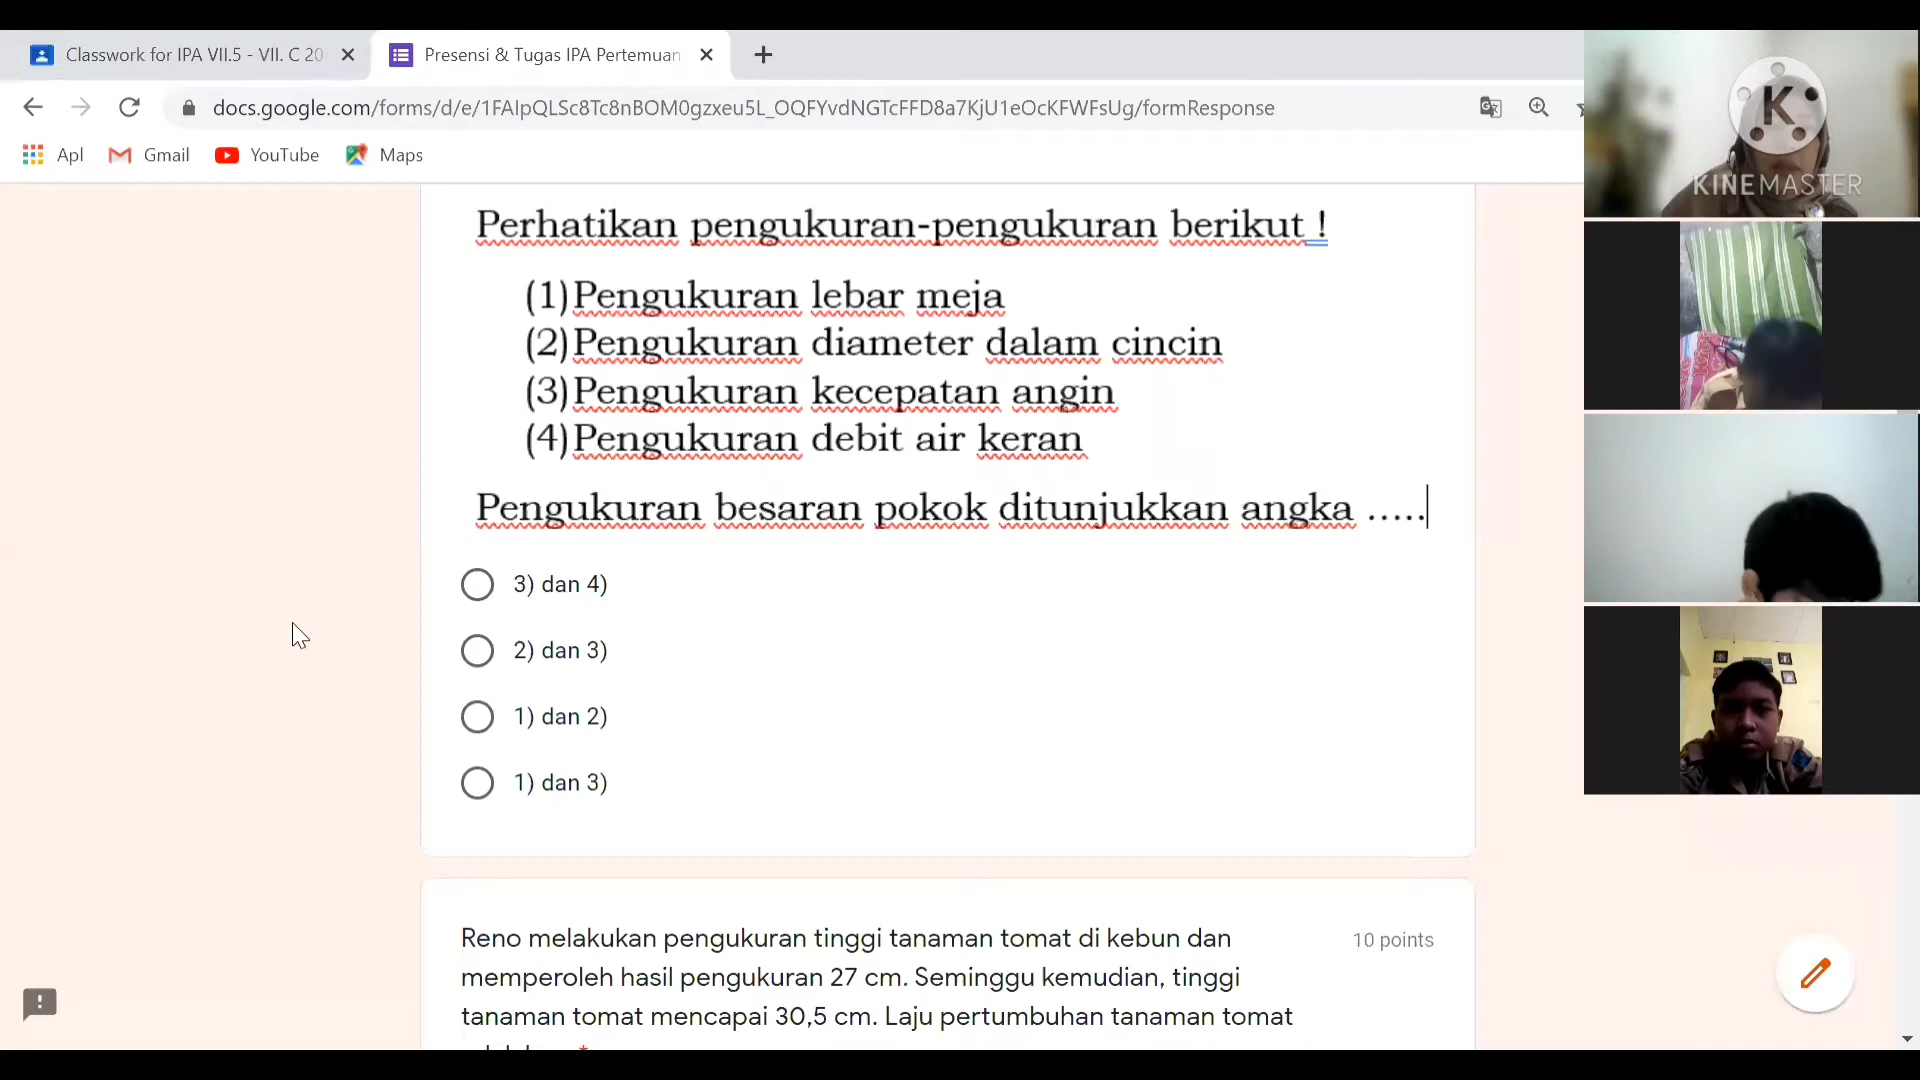 Classwork for IPA VII.5 - VII. C 20
Presensi & Tugas IPA Pertemuan
docs.google.com/forms/d/e/1FAIpQLSc8Tc8nBOM0gzxeu5L_OQFYvdNGTcFFD8a7KjU1eOcKFWFsUg/formResponse
Apl
Gmail
YouTube
Maps
K
KINEMASTER
Perhatikan pengukuran-pengukuran berikut !
(1)Pengukuran lebar meja
(2)Pengukuran diameter dalam cincin
(3)Pengukuran kecepatan angin
(4)Pengukuran debit air keran
Pengukuran besaran pokok ditunjukkan angka .....
3) dan 4)
2) dan 3)
1) dan 2)
1) dan 3)
Reno melakukan pengukuran tinggi tanaman tomat di kebun dan
10 points
memperoleh hasil pengukuran 27 cm. Seminggu kemudian, tinggi
tanaman tomat mencapai 30,5 cm. Laju pertumbuhan tanaman tomat